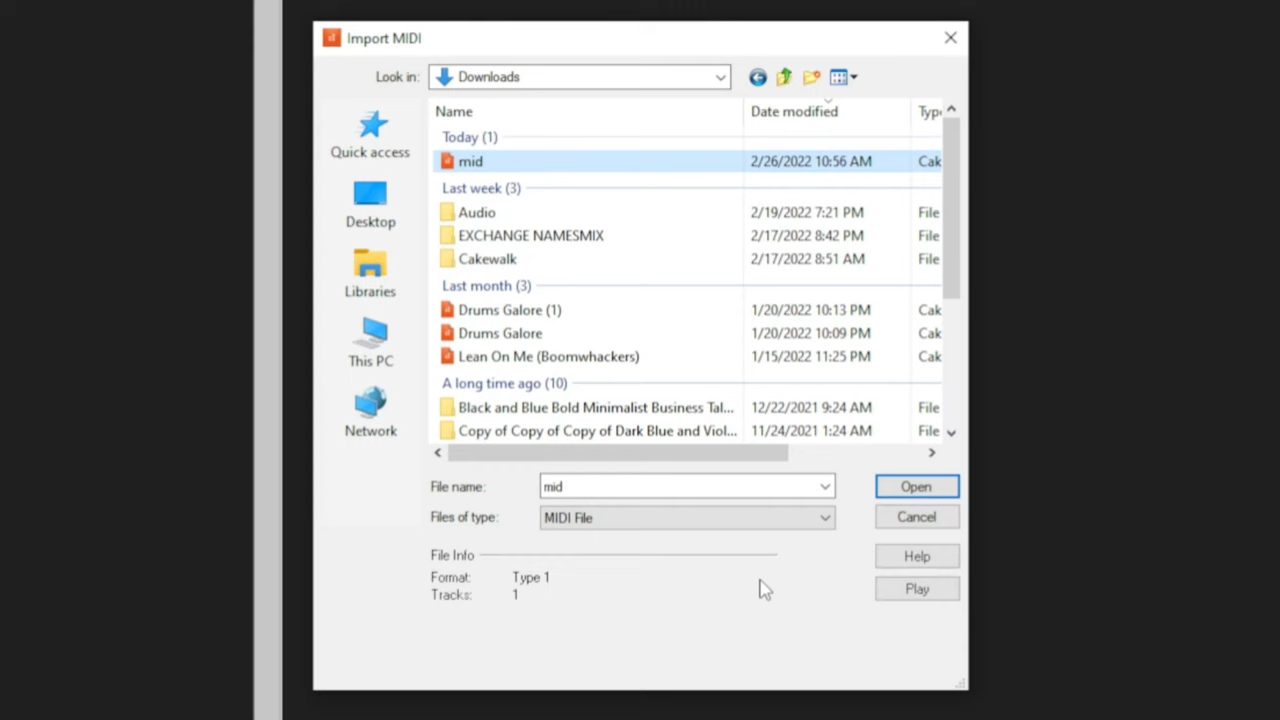 Import MIDI
Look in: Downloads
Name Date modified Typ
Today (1)
mid 2/26/2022 10:56 AM Cak
Last week (3)
Audio 2/19/2022 7:21 PM File
EXCHANGE NAMESMIX 2/17/2022 8:42 PM File
Cakewalk 2/17/2022 8:51 AM File
Last month (3)
Drums Galore (1) 1/20/2022 10:13 PM Cak
Drums Galore 1/20/2022 10:09 PM Cak
Lean On Me (Boomwhackers) 1/15/2022 11:25 PM Cak
A long time ago (10)
Black and Blue Bold Minimalist Business Tal... 12/22/2021 9:24 AM File
Copy of Copy of Copy of Dark Blue and Viol... 11/24/2021 1:24 AM File
Quick access
Desktop
Libraries
This PC
Network
File name: mid Open
Files of type: MIDI File Cancel
File Info Help
Format: Type 1 Play
Tracks: 1